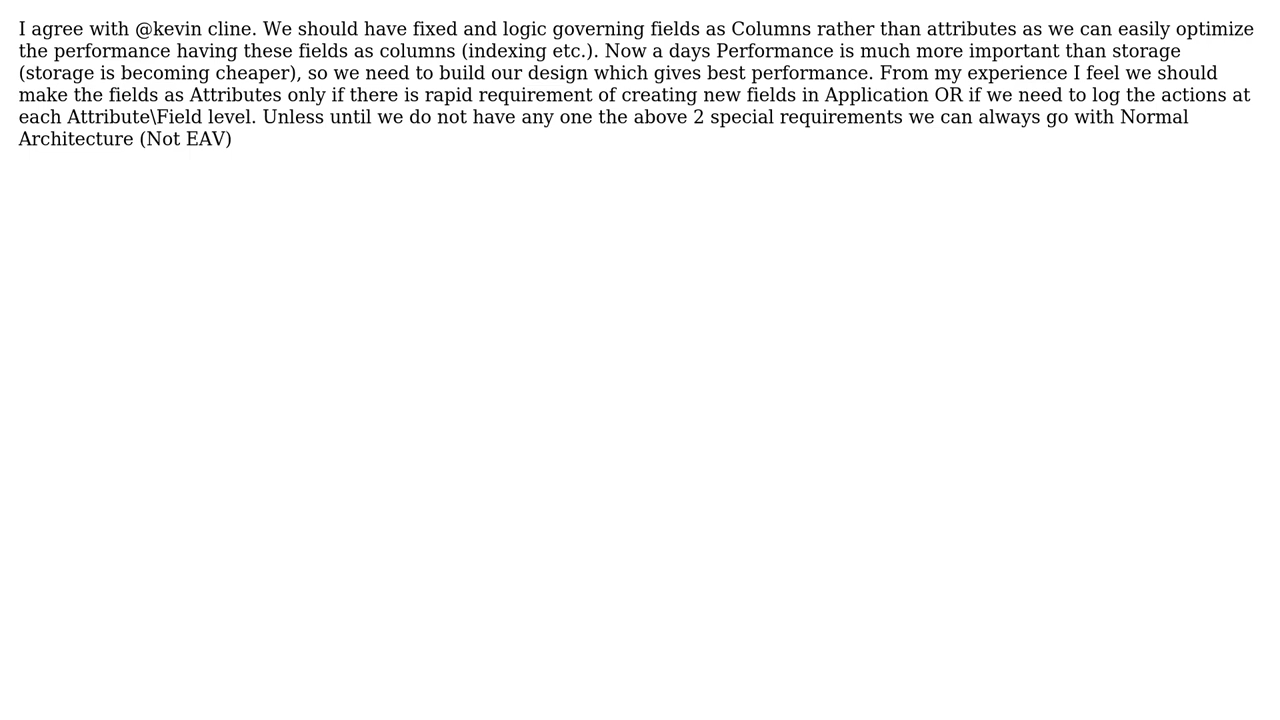 I agree with @kevin cline. We should have fixed and logic governing fields as Columns rather than attributes as we can easily optimize
the performance having these fields as columns (indexing etc.). Now a days Performance is much more important than storage
(storage is becoming cheaper), so we need to build our design which gives best performance. From my experience I feel we should
make the fields as Attributes only if there is rapid requirement of creating new fields in Application OR if we need to log the actions at
each Attribute\Field level. Unless until we do not have any one the above 2 special requirements we can always go with Normal
Architecture (Not EAV)